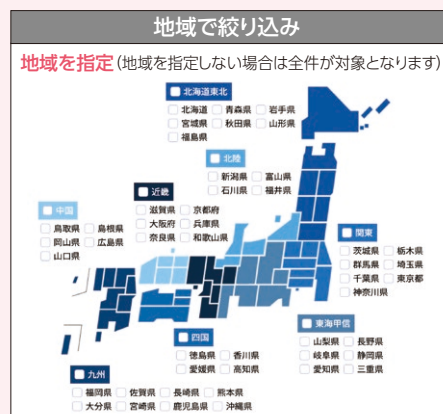 地域で絞り込み
地域を指定(地域を指定しない場合は全件が対象となります)
北海道東北
北海道 青森県 岩手県
宮城県 秋田県 山形県
福島県
北陸
新潟県 富山県
石川県 福井県
近畿
滋賀県 京都府
大阪府 兵庫県
奈良県 和歌山県
中国
鳥取県 島根県
岡山県 広島県
山口県
関東
茨城県 栃木県
群馬県 埼玉県
千葉県 東京都
神奈川県
東海甲信
山梨県 長野県
岐阜県 静岡県
愛知県 三重県
四国
徳島県 香川県
愛媛県 高知県
九州
福岡県 佐賀県 長崎県 熊本県
大分県 宮崎県 鹿児島県 沖縄県